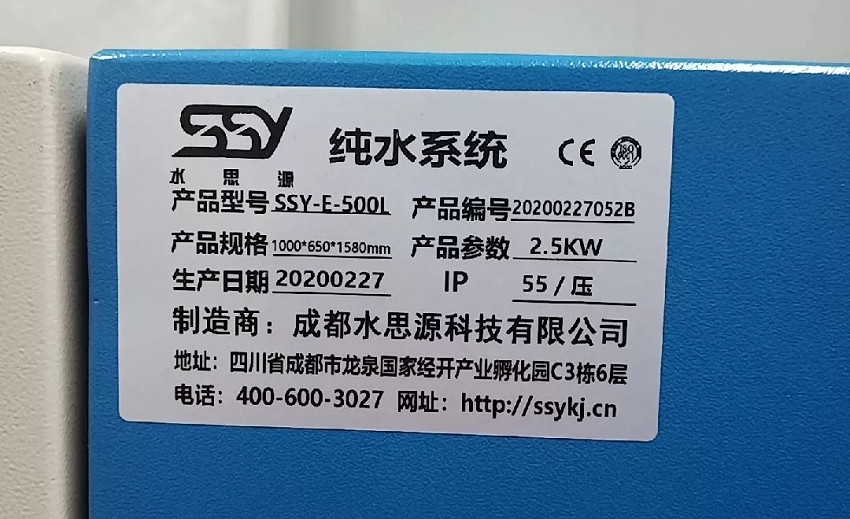 SSY 纯水系统 CE ISO
水思源
产品型号 SSY-E-500L 产品编号 20200227052B
产品规格 1000*650*1580mm 产品参数 2.5KW
生产日期 20200227 IP 55/压
制造商：成都水思源科技有限公司
地址：四川省成都市龙泉国家经开产业孵化园C3栋6层
电话：400-600-3027 网址：http://ssykj.cn